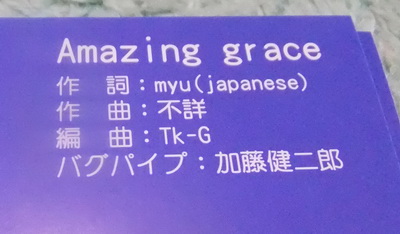 Amazing grace
作　詞：myu(japanese)
作　曲：不詳
編　曲：Tk-G
バグパイプ：加藤健二郎